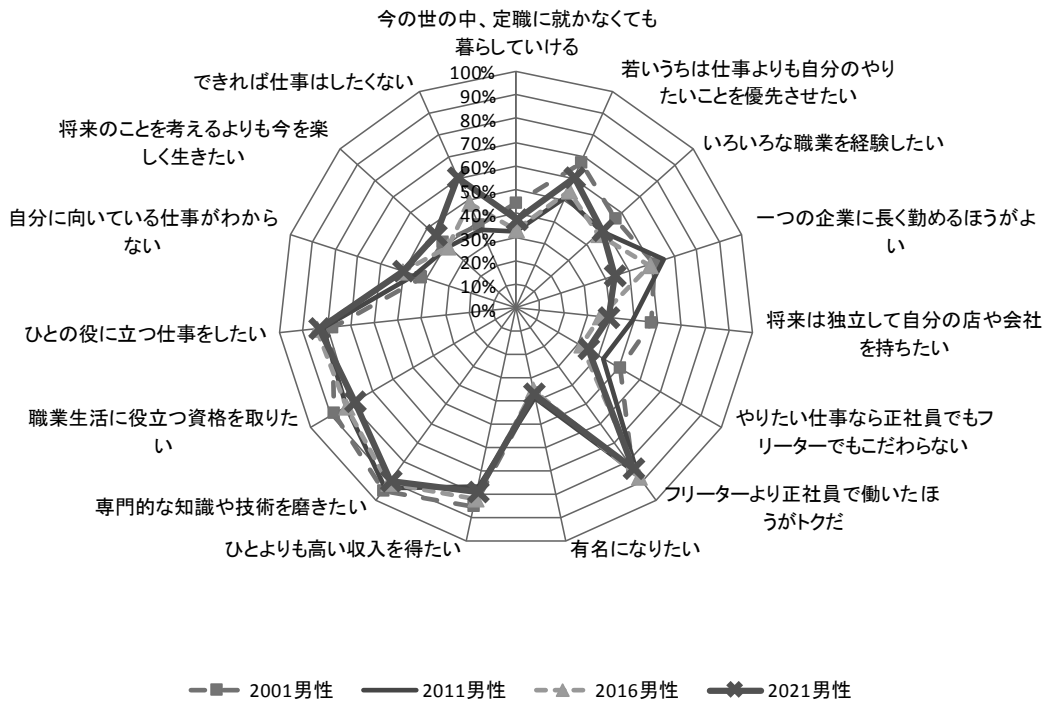 今の世の中、定職に就かなくても
暮らしていける
若いうちは仕事よりも自分のやり
たいことを優先させたい
いろいろな職業を経験したい
一つの企業に長く勤めるほうがよ
い
将来は独立して自分の店や会社
を持ちたい
やりたい仕事なら正社員でもフ
リーターでもこだわらない
フリーターより正社員で働いたほ
うがトクだ
有名になりたい
ひとよりも高い収入を得たい
専門的な知識や技術を磨きたい
職業生活に役立つ資格を取りた
い
ひとの役に立つ仕事をしたい
自分に向いている仕事がわから
ない
将来のことを考えるよりも今を楽
しく生きたい
できれば仕事はしたくない
100%
90%
80%
70%
60%
50%
40%
30%
20%
10%
0%
2001男性
2011男性
2016男性
2021男性